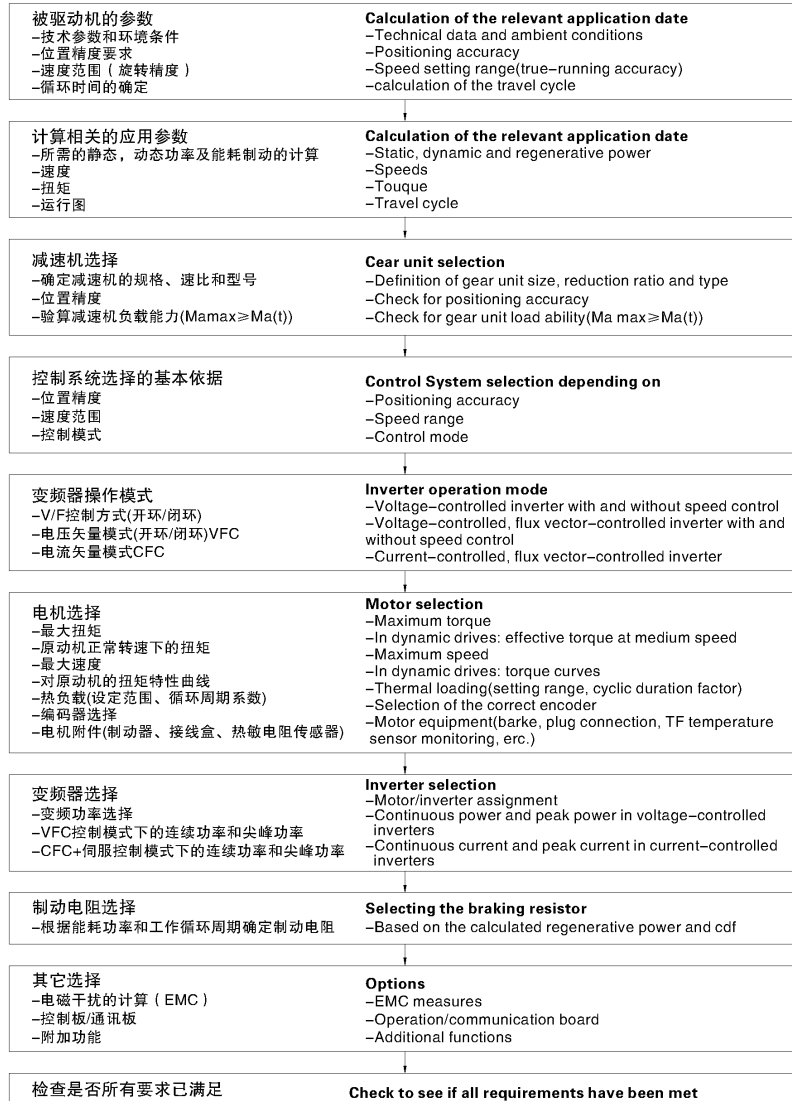 被驱动机的参数
–技术参数和环境条件
–位置精度要求
–速度范围（旋转精度）
–循环时间的确定
Calculation of the relevant application date
–Technical data and ambient conditions
–Positioning accuracy
–Speed setting range(true–running accuracy)
–calculation of the travel cycle
计算相关的应用参数
–所需的静态，动态功率及能耗制动的计算
–速度
–扭矩
–运行图
Calculation of the relevant application date
–Static, dynamic and regenerative power
–Speeds
–Touque
–Travel cycle
减速机选择
–确定减速机的规格、速比和型号
–位置精度
–验算减速机负载能力(Mamax≥Ma(t))
Cear unit selection
–Definition of gear unit size, reduction ratio and type
–Check for positioning accuracy
–Check for gear unit load ability(Ma max≥Ma(t))
控制系统选择的基本依据
–位置精度
–速度范围
–控制模式
Control System selection depending on
–Positioning accuracy
–Speed range
–Control mode
变频器操作模式
–V/F控制方式(开环/闭环)
–电压矢量模式(开环/闭环)VFC
–电流矢量模式CFC
Inverter operation mode
–Voltage–controlled inverter with and without speed control
–Voltage–controlled, flux vector–controlled inverter with and
without speed control
–Current–controlled, flux vector–controlled inverter
电机选择
–最大扭矩
–原动机正常转速下的扭矩
–最大速度
–对原动机的扭矩特性曲线
–热负载(设定范围、循环周期系数)
–编码器选择
–电机附件(制动器、接线盒、热敏电阻传感器)
Motor selection
–Maximum torque
–In dynamic drives: effective torque at medium speed
–Maximum speed
–In dynamic drives: torque curves
–Thermal loading(setting range, cyclic duration factor)
–Selection of the correct encoder
–Motor equipment(barke, plug connection, TF temperature
sensor monitoring, erc.)
变频器选择
–变频功率选择
–VFC控制模式下的连续功率和尖峰功率
–CFC+伺服控制模式下的连续功率和尖峰功率
Inverter selection
–Motor/inverter assignment
–Continuous power and peak power in voltage–controlled
inverters
–Continuous current and peak current in current–controlled
inverters
制动电阻选择
–根据能耗功率和工作循环周期确定制动电阻
Selecting the braking resistor
–Based on the calculated regenerative power and cdf
其它选择
–电磁干扰的计算（EMC）
–控制板/通讯板
–附加功能
Options
–EMC measures
–Operation/communication board
–Additional functions
检查是否所有要求已满足
Check to see if all requirements have been met